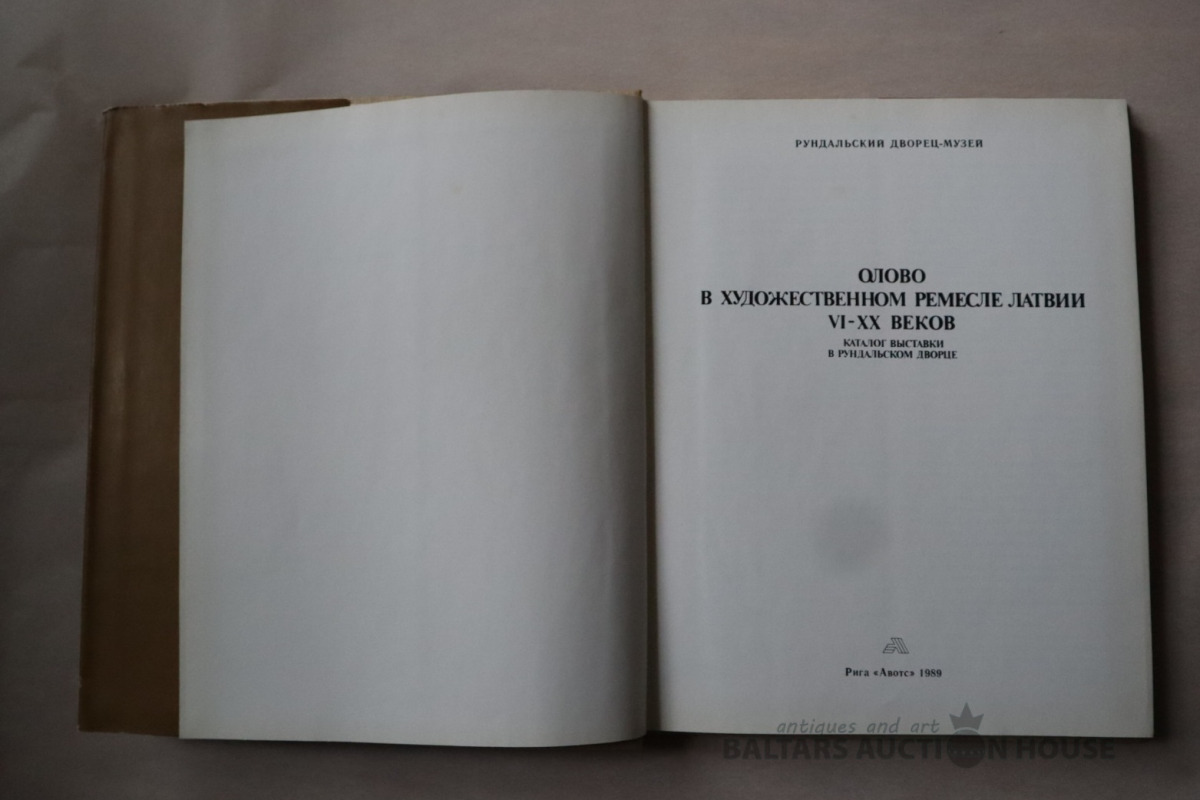 РУНДАЛЬСКИЙ ДВОРЕЦ-МУЗЕЙ
ОЛОВО
В ХУДОЖЕСТВЕННОМ РЕМЕСЛЕ ЛАТВИИ
VI-XX ВЕКОВ
КАТАЛОГ ВЫСТАВКИ
В РУНДАЛЬСКОМ ДВОРЦЕ
Рига «Авотс» 1989
antiques and art
BALTARS AUCTION HOUSE